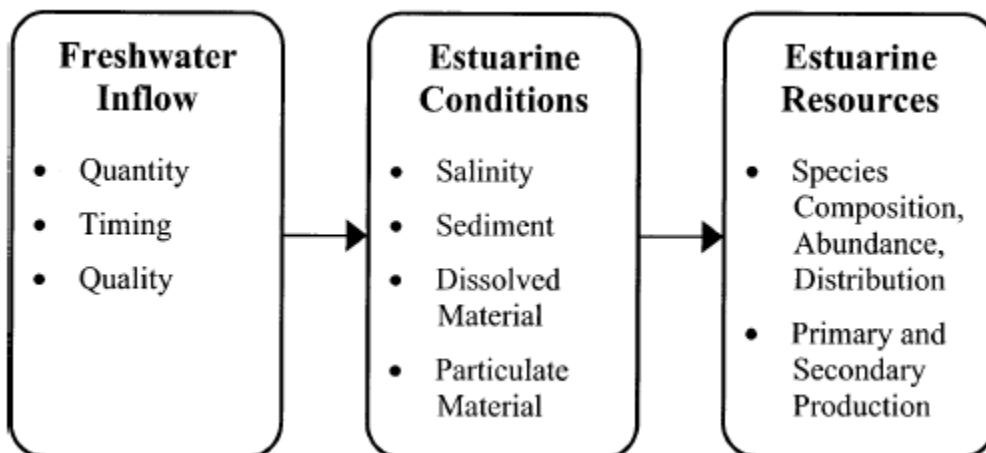 Freshwater
Inflow
• Quantity
• Timing
• Quality
Estuarine
Conditions
• Salinity
• Sediment
• Dissolved
Material
• Particulate
Material
Estuarine
Resources
• Species
Composition,
Abundance,
Distribution
• Primary and
Secondary
Production